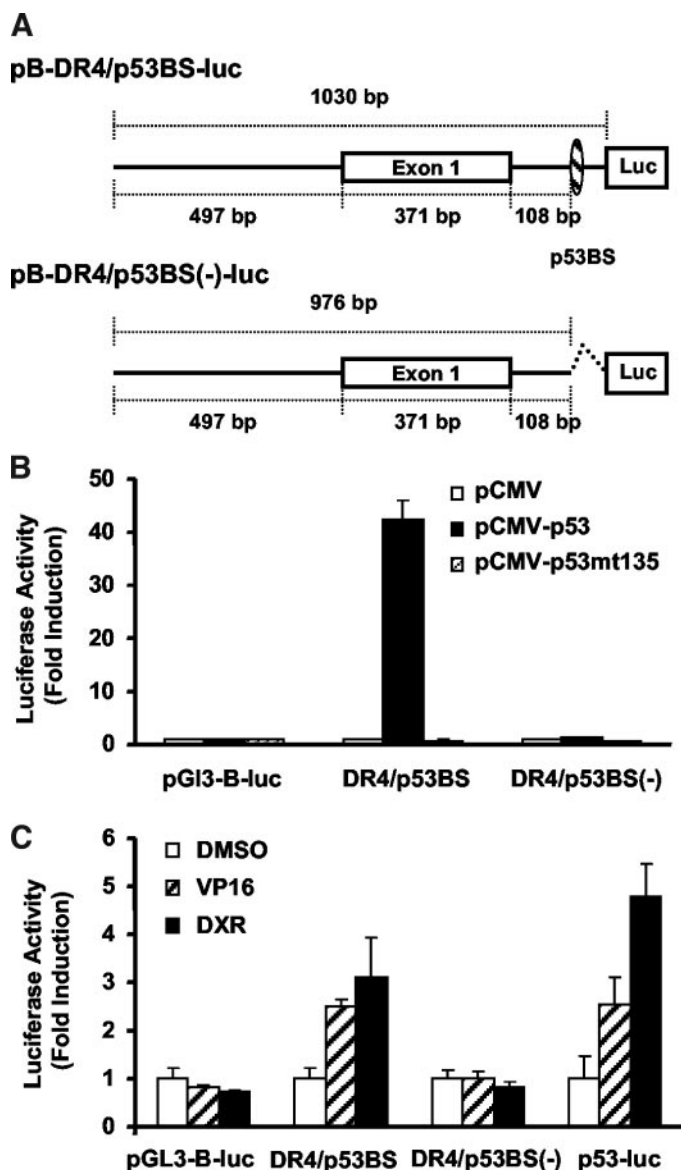 A
pB-DR4/p53BS-luc
1030 bp
Exon 1
Luc
497 bp 371 bp 108 bp
p53BS
pB-DR4/p53BS(-)-luc
976 bp
Exon 1
Luc
497 bp 371 bp 108 bp
B
Luciferase Activity
(Fold Induction)
50
40
30
20
10
0
pCMV
pCMV-p53
pCMV-p53mt135
pGl3-B-luc DR4/p53BS DR4/p53BS(-)
C
Luciferase Activity
(Fold Induction)
6
5
4
3
2
1
0
DMSO
VP16
DXR
pGL3-B-luc DR4/p53BS DR4/p53BS(-) p53-luc